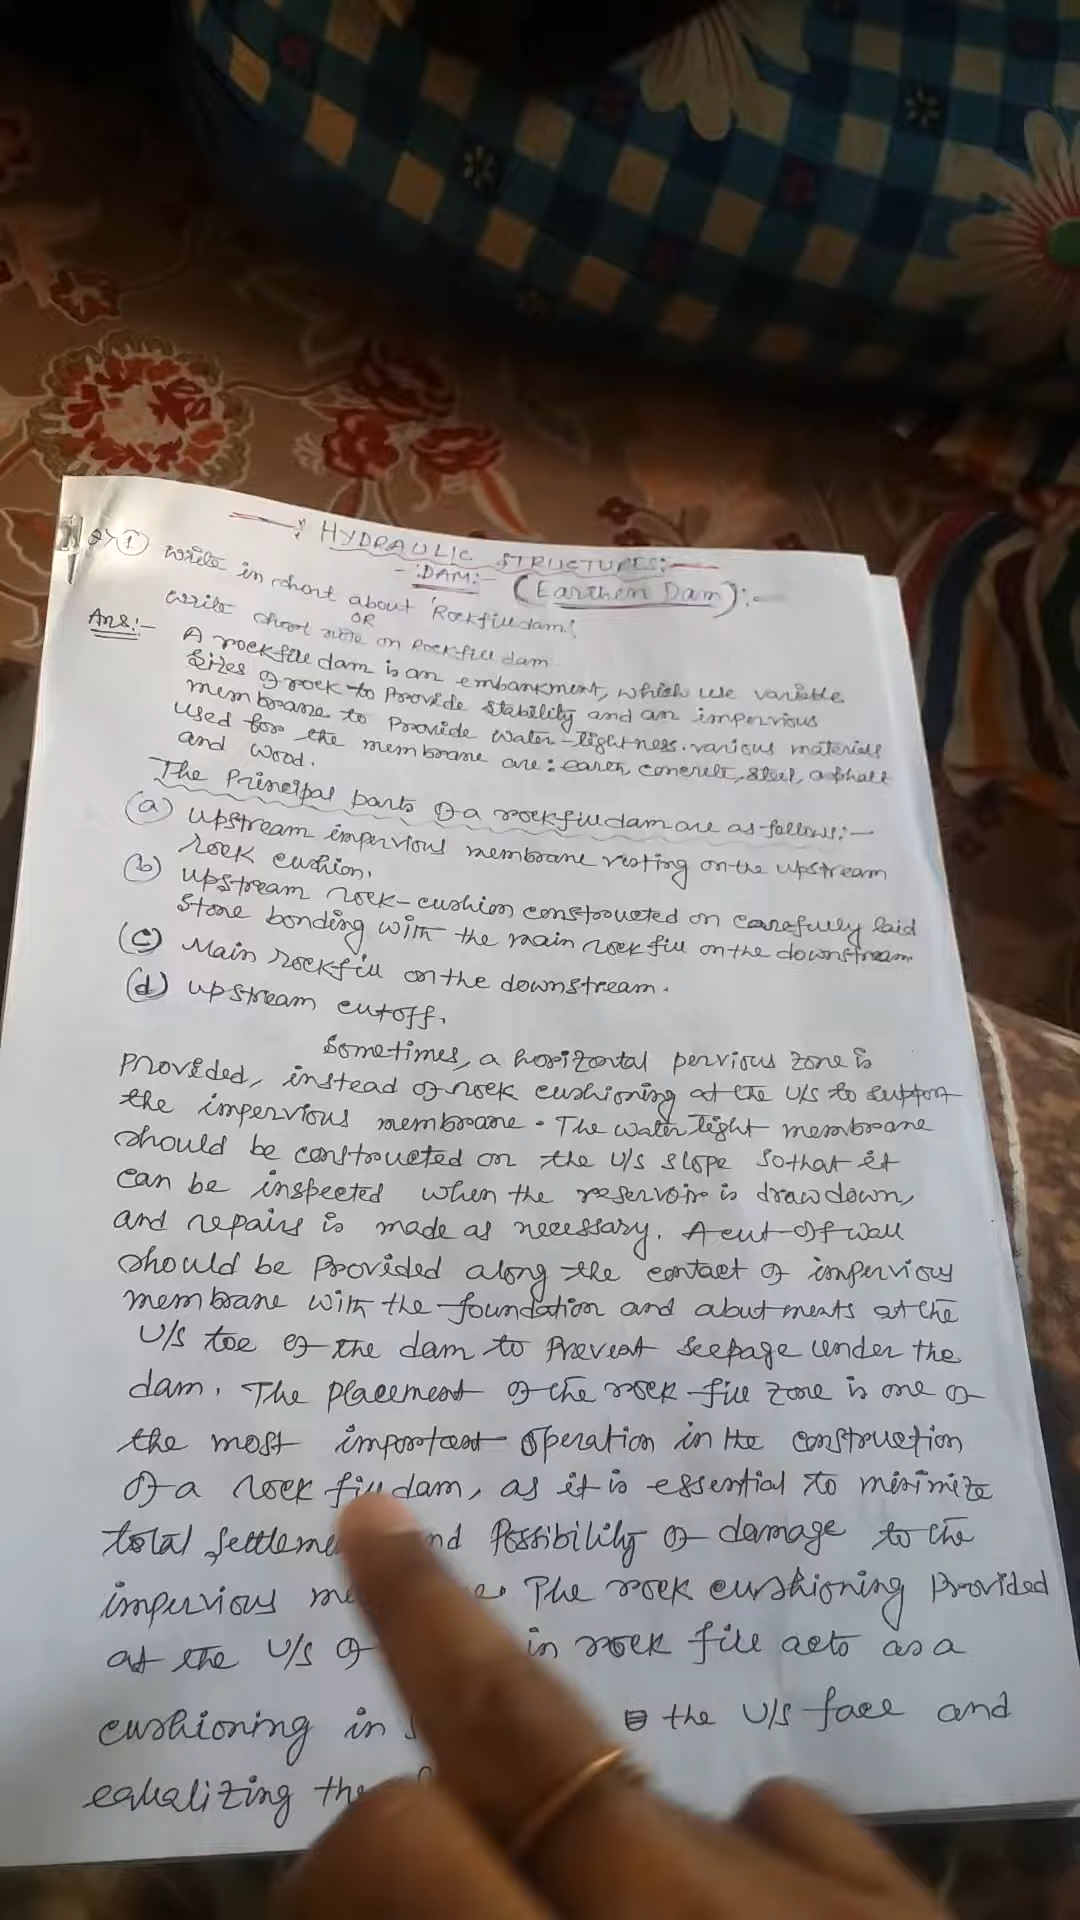 HYDRAULIC STRUCTURES:-
-:DAM:- (Earthen Dam):-
Q> 1 Write in short about 'Rockfill dam!
OR
Write short note on Rockfill dam
Ans:- A rockfill dam is an embankment, which use variable
sizes of rock to provide stability and an impervious
membrane to provide water-tightness. various materials
used for the membrane are: earth, concrete, steel, asphalt
and wood.
The Principal parts of a rockfill dam are as follows:-
(a) upstream impervious membrane resting on the upstream
rock cushion.
(b) upstream rock-cushion constructed on carefully laid
stone bonding with the main rock fill on the downstream
(c) Main rockfill on the downstream.
(d) upstream cutoff.
Sometimes, a horizontal pervious zone is
provided, instead of rock cushioning at the U/S to support
the impervious membrane. The water tight membrane
should be constructed on the U/S slope so that it
can be inspected when the reservoir is drawdown,
and repairs is made as necessary. A cut-off wall
should be provided along the contact of impervious
membrane with the foundation and abutments at the
U/S toe of the dam to prevent seepage under the
dam. The placement of the rock-fill zone is one of
the most important operation in the construction
of a rock fill dam, as it is essential to minimize
total possibility of damage to the
impervious The rock cushioning provided
at the U/S of in rock fill acts as a
cushioning in the U/S face and
eakalizing